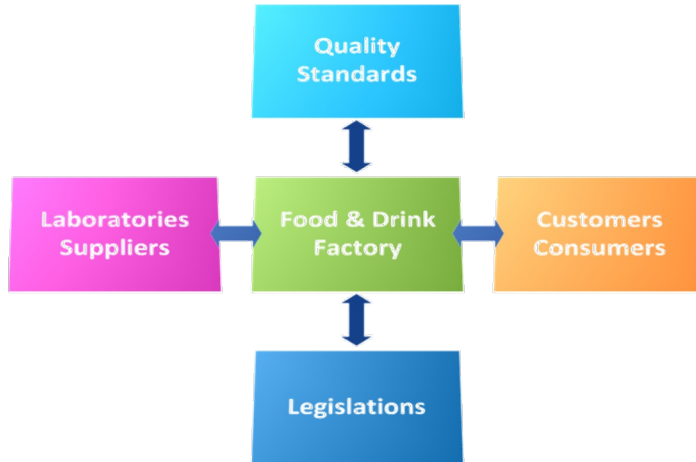 Quality
Standards
Laboratories
Suppliers
Food & Drink
Factory
Customers
Consumers
Legislations